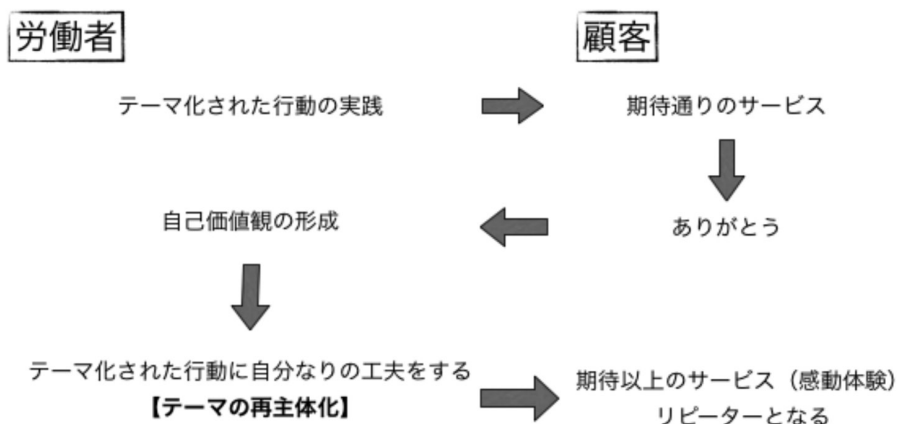 労働者
顧客
テーマ化された行動の実践
期待通りのサービス
自己価値観の形成
ありがとう
テーマ化された行動に自分なりの工夫をする
【テーマの再主体化】
期待以上のサービス（感動体験）
リピーターとなる